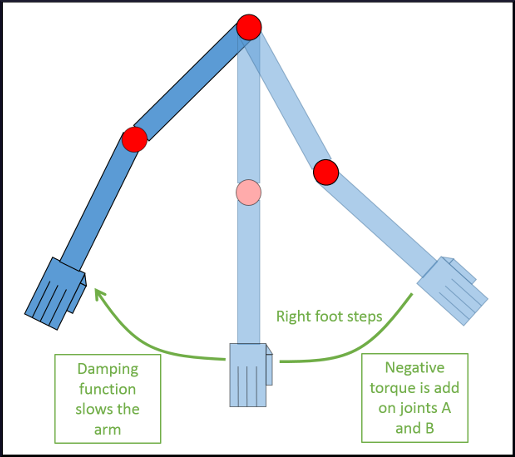 Right foot steps
Damping
function
slows the
arm
Negative
torque is add
on joints A
and B